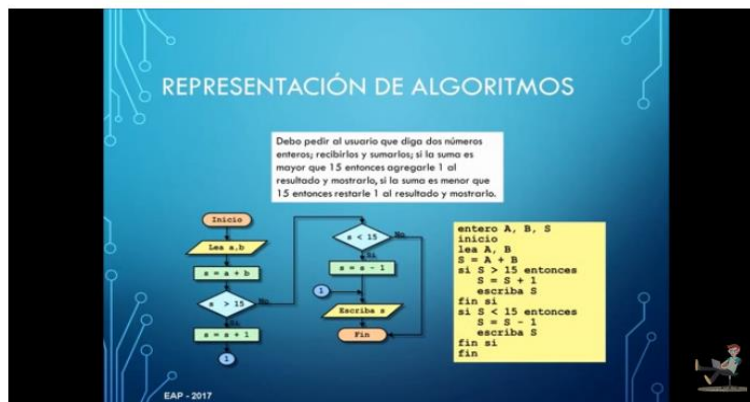 REPRESENTACIÓN DE ALGORITMOS
Debo pedir al usuario que diga dos números
enteros; recibirlos y sumarlos; si la suma es
mayor que 15 entonces agregarle 1 al
resultado y mostrarlo, si la suma es menor que
15 entonces restarle 1 al resultado y mostrarlo.
Inicio
Lea a,b
s = a + b
s > 15
No
Si
s = s + 1
1
s < 15
No
Si
s = s - 1
1
Escriba s
Fin
entero A, B, S
inicio
lea A, B
S = A + B
si S > 15 entonces
S = S + 1
escriba S
fin si
si S < 15 entonces
S = S - 1
escriba S
fin si
fin
EAP - 2017